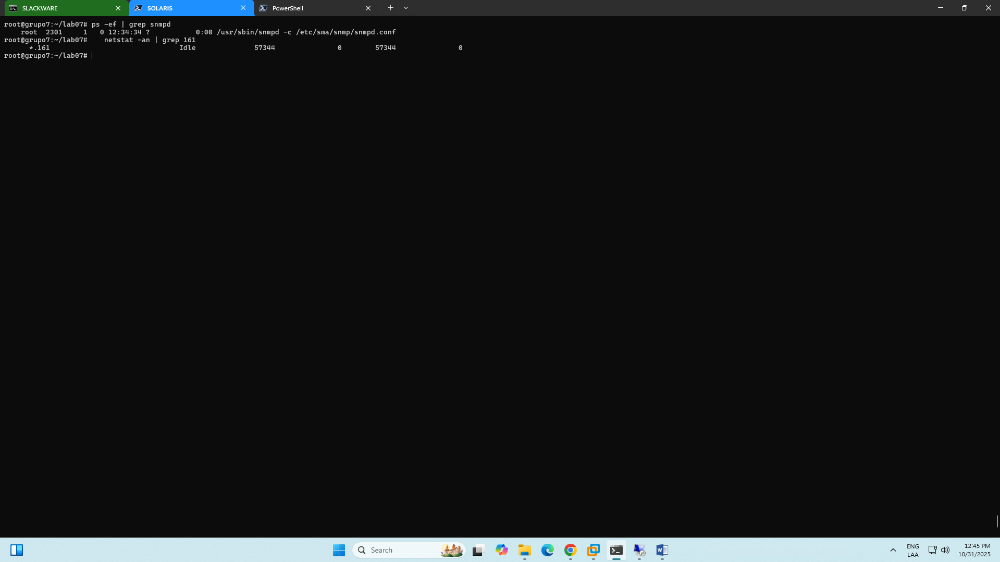 SLACKWARE
SOLARIS
PowerShell
root@grupo7:~/lab07# ps -ef | grep snmpd
    root  2301     1   0 12:34:34 ?           0:00 /usr/sbin/snmpd -c /etc/sma/snmp/snmpd.conf
root@grupo7:~/lab07#    netstat -an | grep 161
      *.161                               Idle              57344               0        57344               0
root@grupo7:~/lab07#
Search
ENG
LAA
12:45 PM
10/31/2025